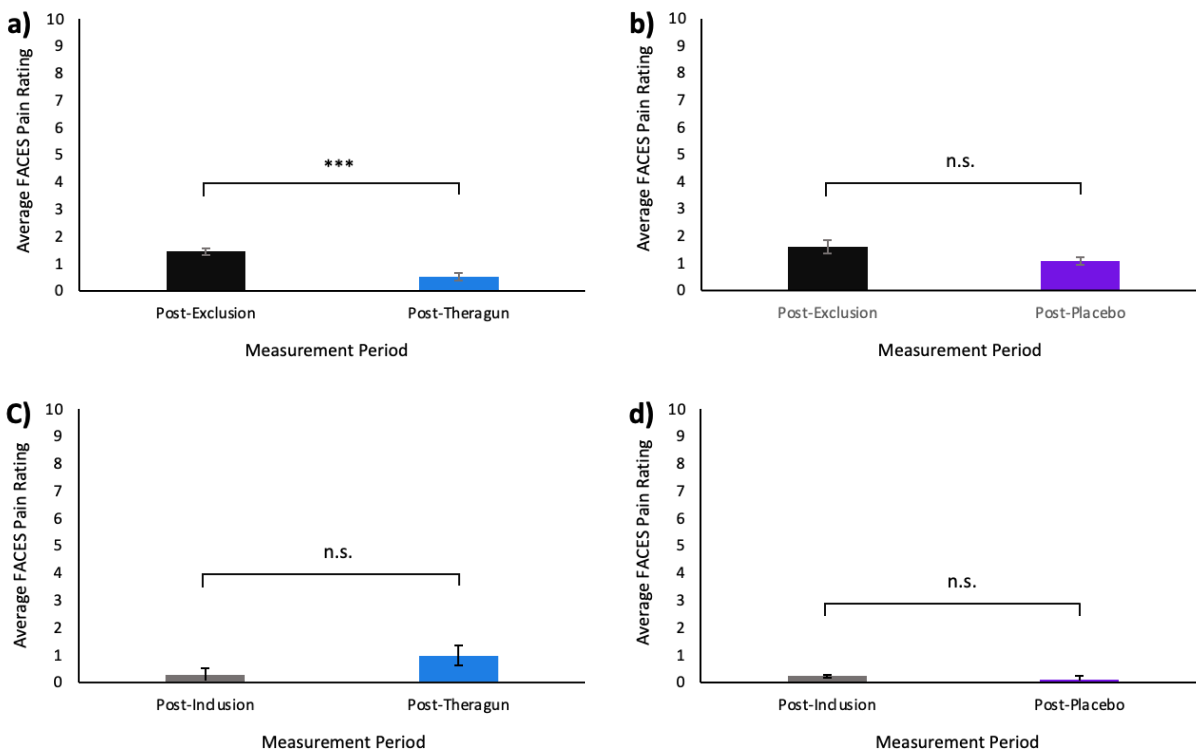 a)
Average FACES Pain Rating
10
9
8
7
6
5
4
3
2
1
0
***
Post-Exclusion Post-Theragun
Measurement Period
b)
Average FACES Pain Rating
10
9
8
7
6
5
4
3
2
1
0
n.s.
Post-Exclusion Post-Placebo
Measurement Period
C)
Average FACES Pain Rating
10
9
8
7
6
5
4
3
2
1
0
n.s.
Post-Inclusion Post-Theragun
Measurement Period
d)
Average FACES Pain Rating
10
9
8
7
6
5
4
3
2
1
0
n.s.
Post-Inclusion Post-Placebo
Measurement Period